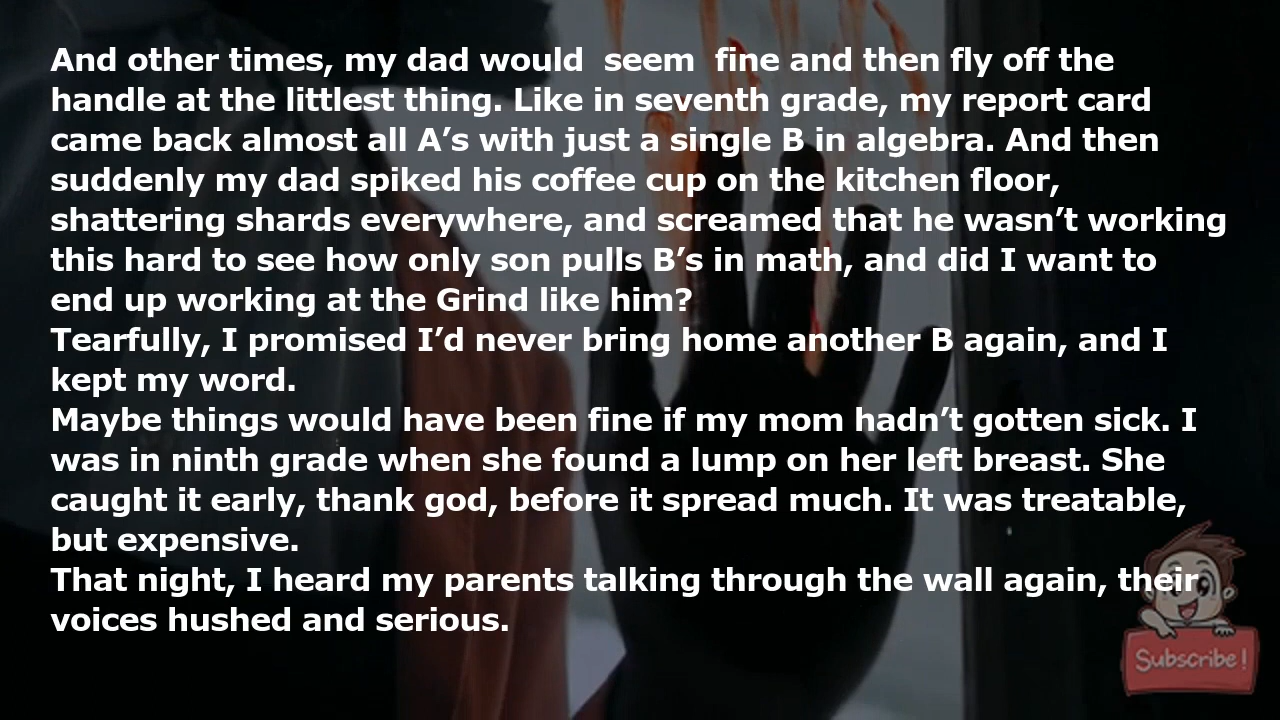 And other times, my dad would  seem  fine and then fly off the
handle at the littlest thing. Like in seventh grade, my report card
came back almost all A’s with just a single B in algebra. And then
suddenly my dad spiked his coffee cup on the kitchen floor,
shattering shards everywhere, and screamed that he wasn’t working
this hard to see how only son pulls B’s in math, and did I want to
end up working at the Grind like him?
Tearfully, I promised I’d never bring home another B again, and I
kept my word.
Maybe things would have been fine if my mom hadn’t gotten sick. I
was in ninth grade when she found a lump on her left breast. She
caught it early, thank god, before it spread much. It was treatable,
but expensive.
That night, I heard my parents talking through the wall again, their
voices hushed and serious.
Subscribe!